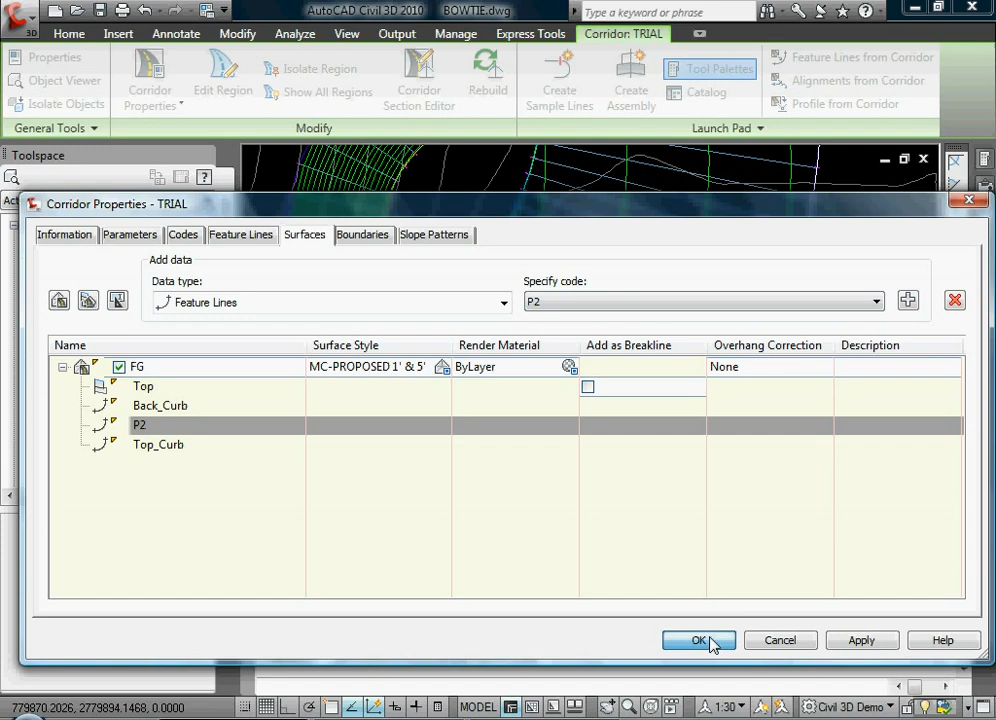 3D
AutoCAD Civil 3D 2010 BOWTIE.dwg
Type a keyword or phrase
Home Insert Annotate Modify Analyze View Output Manage Express Tools Corridor: TRIAL
Properties
Object Viewer
Isolate Objects
General Tools
Corridor Properties
Edit Region
Isolate Region
Show All Regions
Corridor Section Editor
Rebuild
Modify
Create Sample Lines
Create Assembly
Tool Palettes
Catalog
Feature Lines from Corridor
Alignments from Corridor
Profile from Corridor
Launch Pad
Toolspace
Act
Corridor Properties - TRIAL
Information Parameters Codes Feature Lines Surfaces Boundaries Slope Patterns
Add data
Data type: Specify code:
Feature Lines P2
Name Surface Style Render Material Add as Breakline Overhang Correction Description
FG MC-PROPOSED 1' & 5' ByLayer None
Top
Back_Curb
P2
Top_Curb
OK Cancel Apply Help
779870.2026, 2779894.1468, 0.0000 MODEL 1:30 Civil 3D Demo